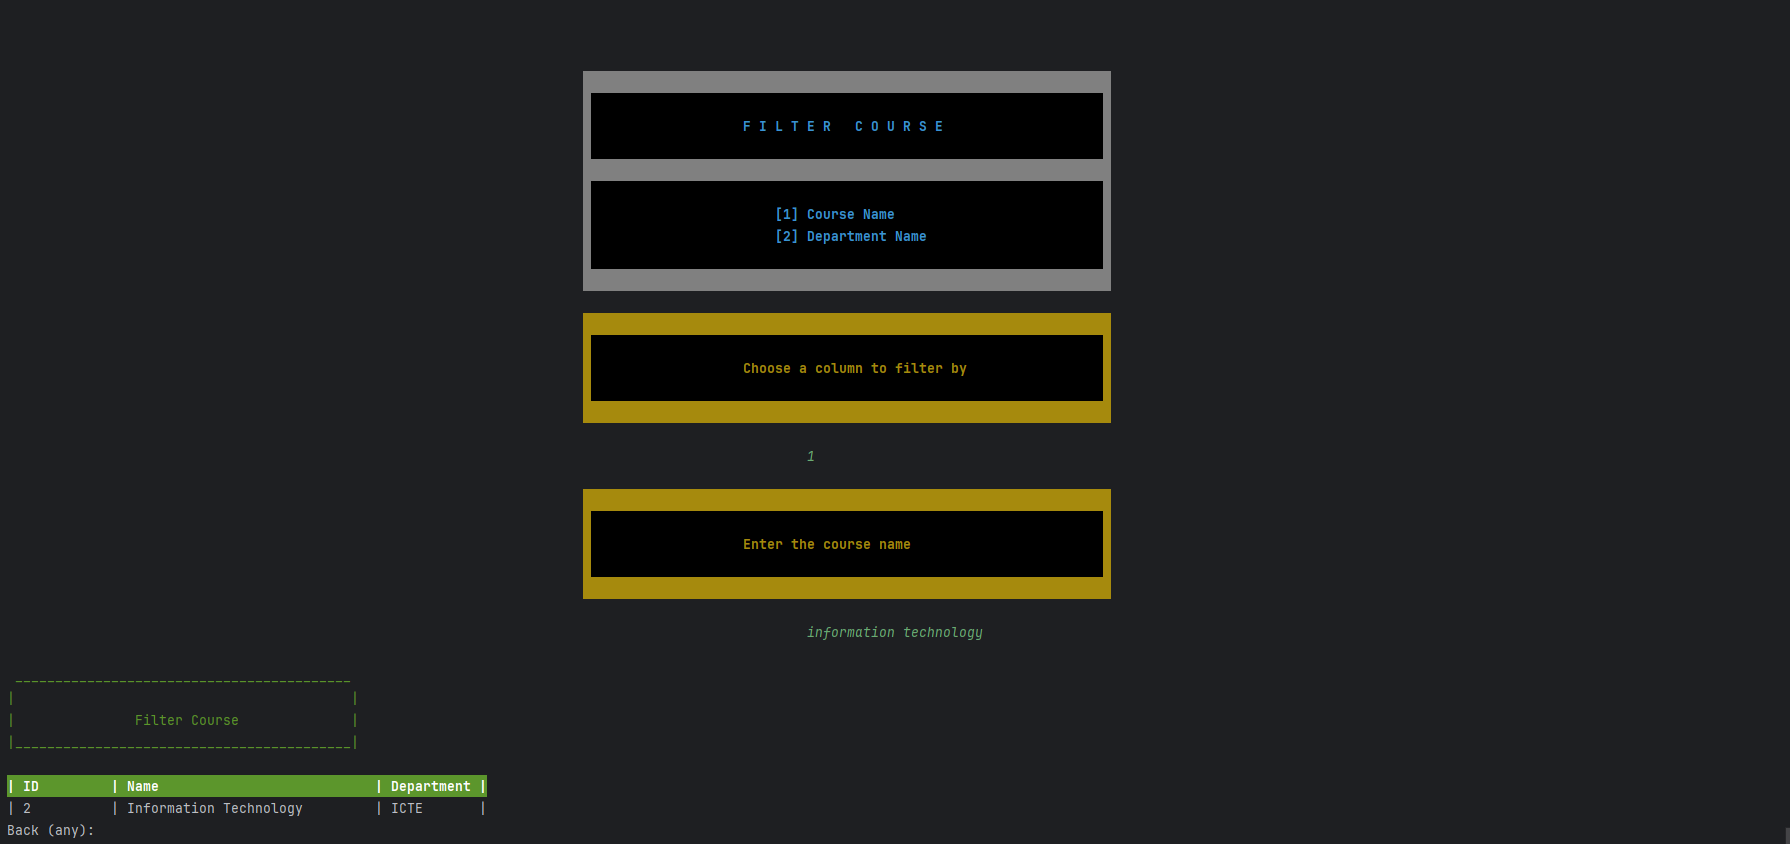 F I L T E R   C O U R S E
[1] Course Name
[2] Department Name
Choose a column to filter by
1
Enter the course name
information technology
Filter Course
| ID | Name | Department |
| 2 | Information Technology | ICTE |
Back (any):